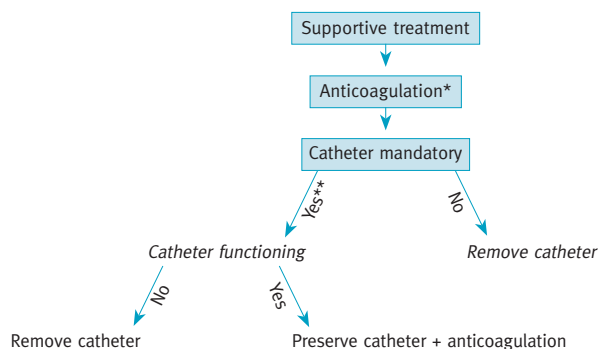 Supportive treatment
Anticoagulation*
Catheter mandatory
Yes**
No
Catheter functioning
Remove catheter
No
Yes
Remove catheter
Preserve catheter + anticoagulation